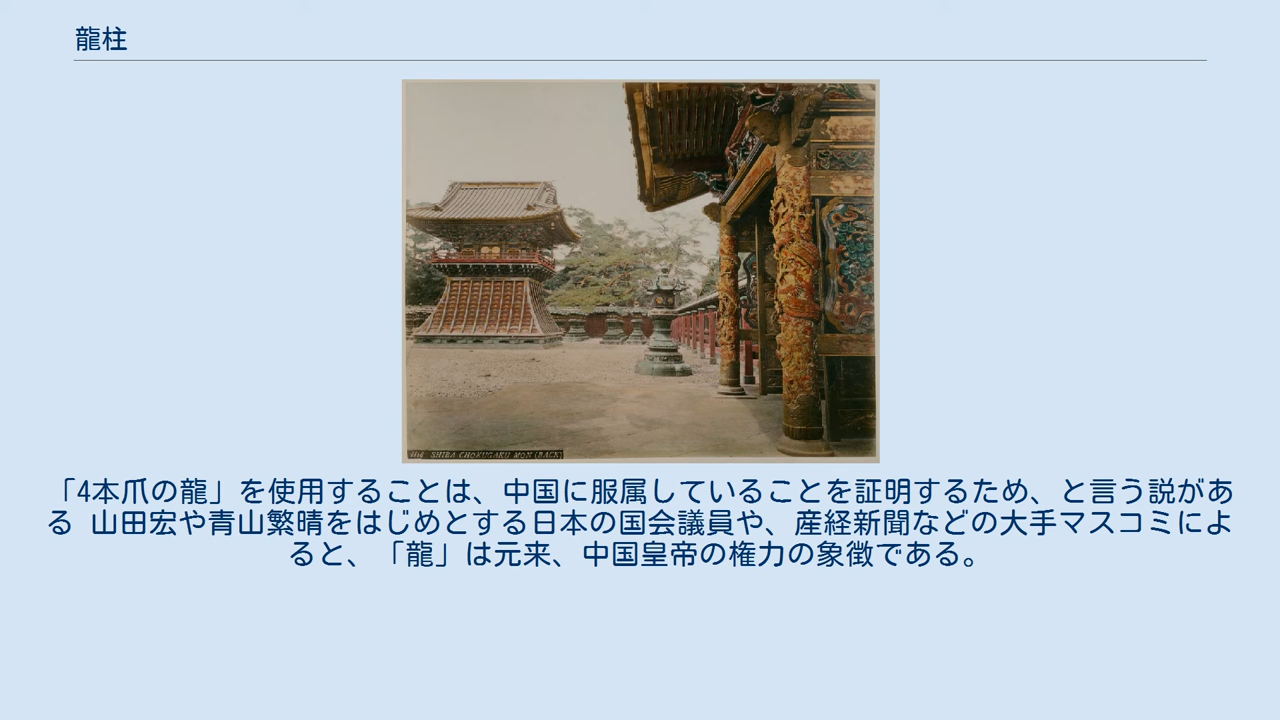 龍柱
1110 SHIBA CHOKUGAKU MON (BACK)
「4本爪の龍」を使用することは、中国に服属していることを証明するため、と言う説があ
る 山田宏や青山繁晴をはじめとする日本の国会議員や、産経新聞などの大手マスコミによ
ると、「龍」は元来、中国皇帝の権力の象徴である。